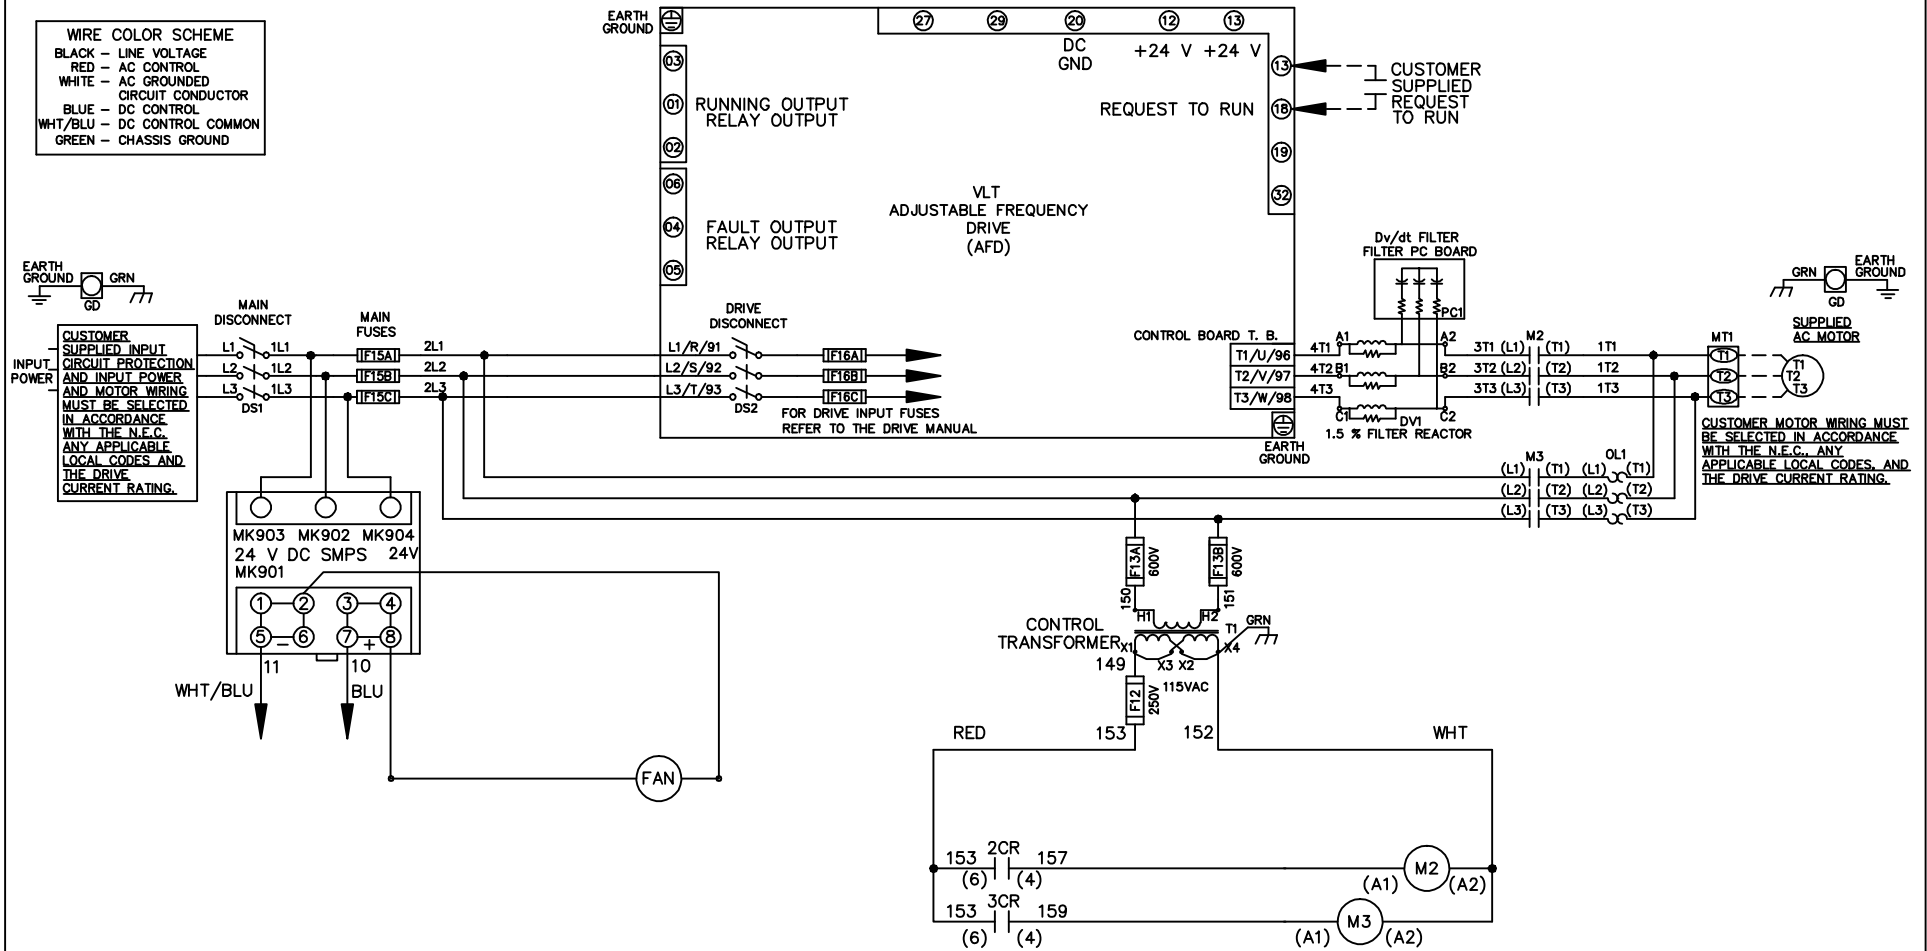 WIRE COLOR SCHEME
BLACK – LINE VOLTAGE
RED – AC CONTROL
WHITE – AC GROUNDED
CIRCUIT CONDUCTOR
BLUE – DC CONTROL
WHT/BLU – DC CONTROL COMMON
GREEN – CHASSIS GROUND
EARTH
GROUND
27
29
20
12
13
DC
GND
+24 V
+24 V
03
01
02
RUNNING OUTPUT
RELAY OUTPUT
06
04
05
FAULT OUTPUT
RELAY OUTPUT
13
18
19
32
REQUEST TO RUN
CUSTOMER
SUPPLIED
REQUEST
TO RUN
VLT
ADJUSTABLE FREQUENCY
DRIVE
(AFD)
EARTH
GROUND
GRN
GD
INPUT
POWER
CUSTOMER
SUPPLIED INPUT
CIRCUIT PROTECTION
AND INPUT POWER
AND MOTOR WIRING
MUST BE SELECTED
IN ACCORDANCE
WITH THE N.E.C.
ANY APPLICABLE
LOCAL CODES AND
THE DRIVE
CURRENT RATING.
MAIN
DISCONNECT
L1
1L1
L2
1L2
L3
1L3
DS1
MAIN
FUSES
F15A
F15B
F15C
2L1
2L2
2L3
DRIVE
DISCONNECT
L1/R/91
L2/S/92
L3/T/93
DS2
F16A
F16B
F16C
FOR DRIVE INPUT FUSES
REFER TO THE DRIVE MANUAL
CONTROL BOARD T. B.
T1/U/96
T2/V/97
T3/W/98
EARTH
GROUND
4T1
4T2
4T3
A1
A2
B1
B2
C1
C2
DV1
1.5 % FILTER REACTOR
Dv/dt FILTER
FILTER PC BOARD
PC1
M2
3T1 (L1) (T1) 1T1
3T2 (L2) (T2) 1T2
3T3 (L3) (T3) 1T3
MT1
T1
T2
T3
T1
T2
T3
GRN
GD
EARTH
GROUND
SUPPLIED
AC MOTOR
CUSTOMER MOTOR WIRING MUST
BE SELECTED IN ACCORDANCE
WITH THE N.E.C., ANY
APPLICABLE LOCAL CODES, AND
THE DRIVE CURRENT RATING.
M3
OL1
(L1) (T1) (L1) (T1)
(L2) (T2) (L2) (T2)
(L3) (T3) (L3) (T3)
MK903 MK902 MK904
24 V DC SMPS 24V
MK901
1
2
3
4
5
–
6
7
+
8
11
10
WHT/BLU
BLU
FAN
F13A
600V
F13B
600V
150
151
H1
H2
CONTROL
TRANSFORMER
T1
GRN
X1
X3 X2
X4
149
115VAC
F12
250V
153
152
RED
WHT
2CR
153
157
(6)
(4)
M2
(A1)
(A2)
3CR
153
159
(6)
(4)
M3
(A1)
(A2)